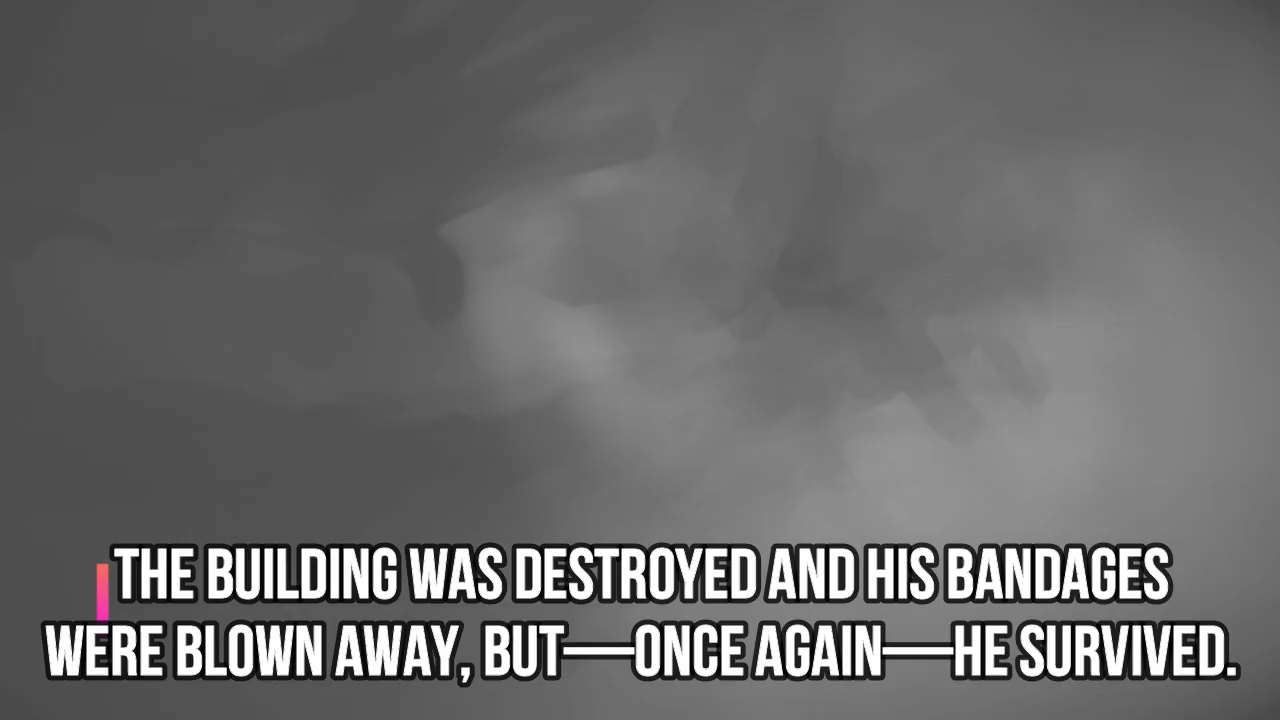 THE BUILDING WAS DESTROYED AND HIS BANDAGES
WERE BLOWN AWAY, BUT—ONCE AGAIN—HE SURVIVED.